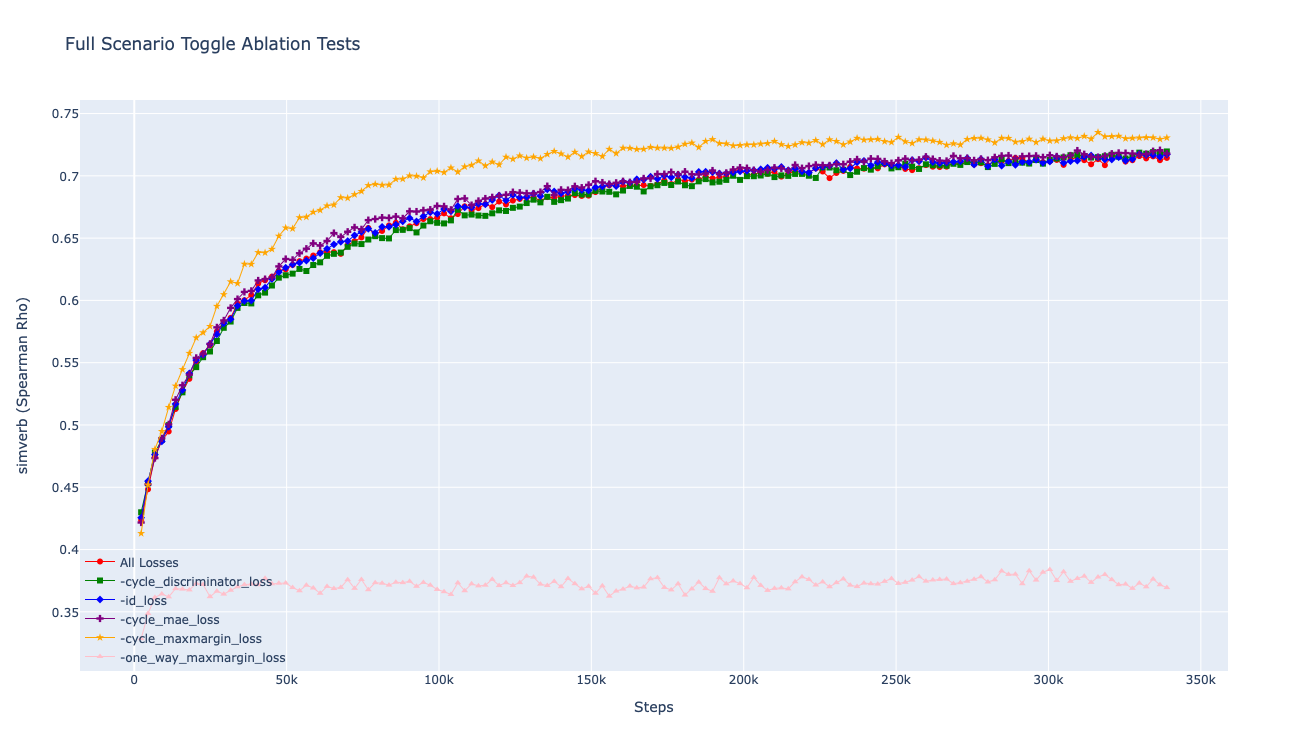 Full Scenario Toggle Ablation Tests
0.75
0.7
0.65
0.6
0.55
0.5
0.45
0.4
0.35
simverb (Spearman Rho)
All Losses
-cycle_discriminator_loss
-id_loss
-cycle_mae_loss
-cycle_maxmargin_loss
-one_way_maxmargin_loss
0 50k 100k 150k 200k 250k 300k 350k
Steps